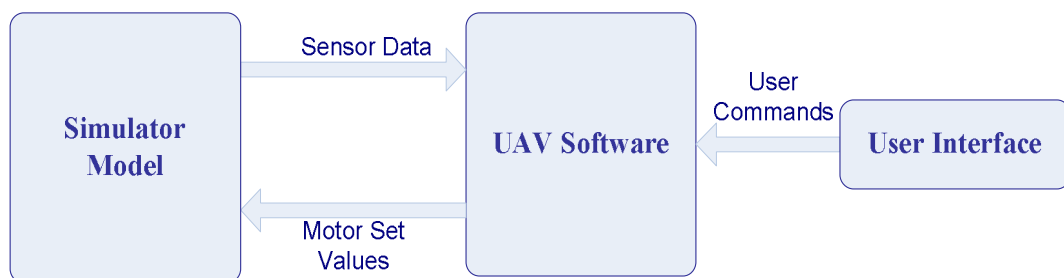 Sensor Data
Simulator
Model
UAV Software
User
Commands
User Interface
Motor Set
Values